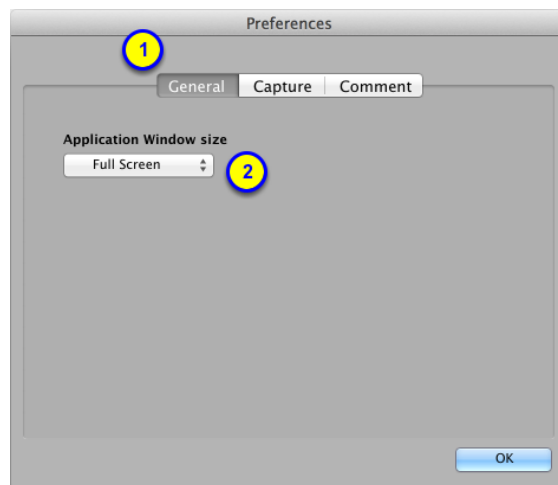 Preferences
1
General Capture Comment
Application Window size
Full Screen
2
OK